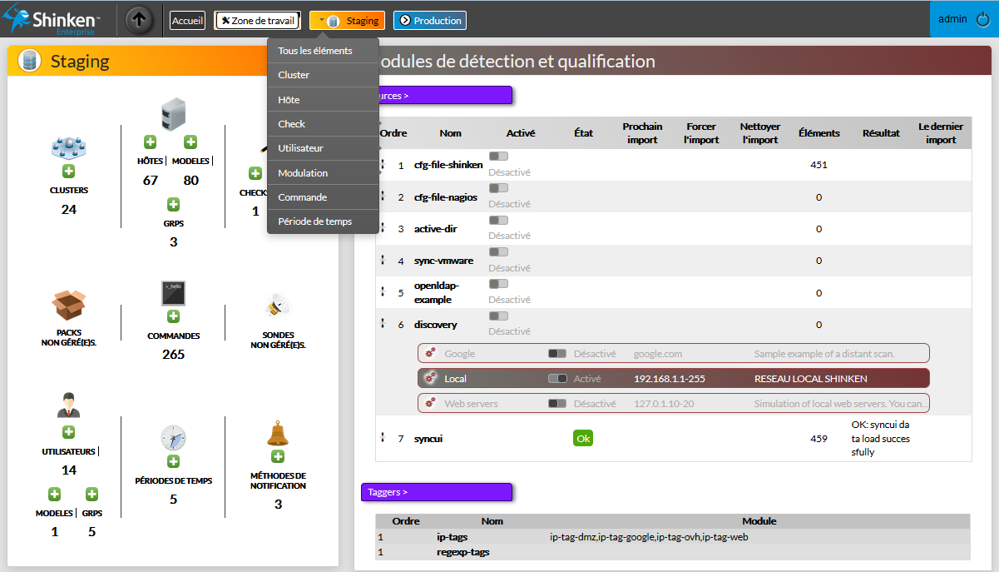 Shinken™
Enterprise
Accueil
Zone de travail
Staging
Production
admin
Staging
Tous les éléments
Cluster
Hôte
Check
Utilisateur
Modulation
Commande
Période de temps
CLUSTERS
24
HÔTES
67
MODELES
80
GRPS
3
CHECKS
1
PACKS
NON GÉRÉ(E)S.
>_hello
COMMANDES
265
SONDES
NON GÉRÉ(E)S.
UTILISATEURS
14
MODELES
1
GRPS
5
PÉRIODES DE TEMPS
5
MÉTHODES DE
NOTIFICATION
3
odules de détection et qualification
urces >
Ordre Nom Activé État Prochain import Forcer l'import Nettoyer l'import Éléments Résultat Le dernier import
1 cfg-file-shinken Désactivé 451
2 cfg-file-nagios Désactivé 0
3 active-dir Désactivé 0
4 sync-vmware Désactivé 0
5 openldap-example Désactivé 0
6 discovery Désactivé 0
Google Désactivé google.com Sample example of a distant scan.
Local Activé 192.168.1.1-255 RESEAU LOCAL SHINKEN
Web servers Désactivé 127.0.1.10-20 Simulation of local web servers. You can...
7 syncui Ok 459 OK: syncui da
ta load succes
sfully
Taggers >
Ordre Nom Module
1 ip-tags ip-tag-dmz,ip-tag-google,ip-tag-ovh,ip-tag-web
1 regexp-tags